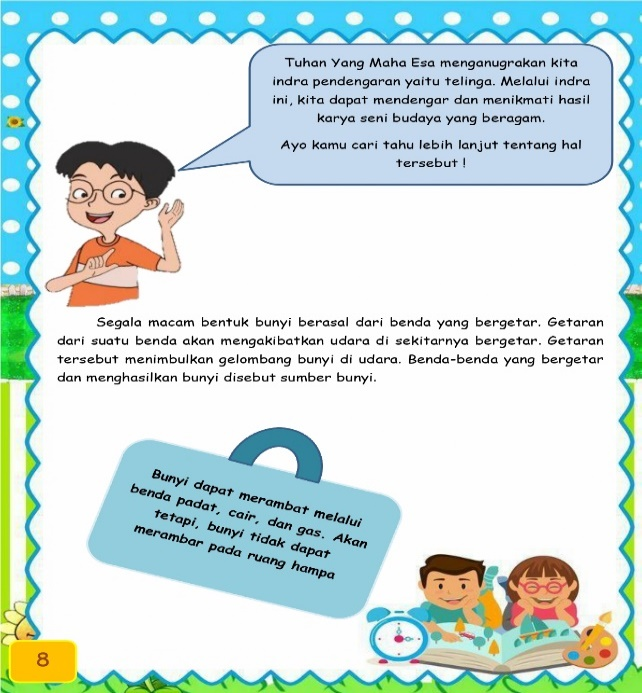 Tuhan Yang Maha Esa menganugrakan kita
indra pendengaran yaitu telinga. Melalui indra
ini, kita dapat mendengar dan menikmati hasil
karya seni budaya yang beragam.
Ayo kamu cari tahu lebih lanjut tentang hal
tersebut !
Segala macam bentuk bunyi berasal dari benda yang bergetar. Getaran
dari suatu benda akan mengakibatkan udara di sekitarnya bergetar. Getaran
tersebut menimbulkan gelombang bunyi di udara. Benda-benda yang bergetar
dan menghasilkan bunyi disebut sumber bunyi.
Bunyi dapat merambat melalui
benda padat, cair, dan gas. Akan
tetapi, bunyi tidak dapat
merambar pada ruang hampa
8